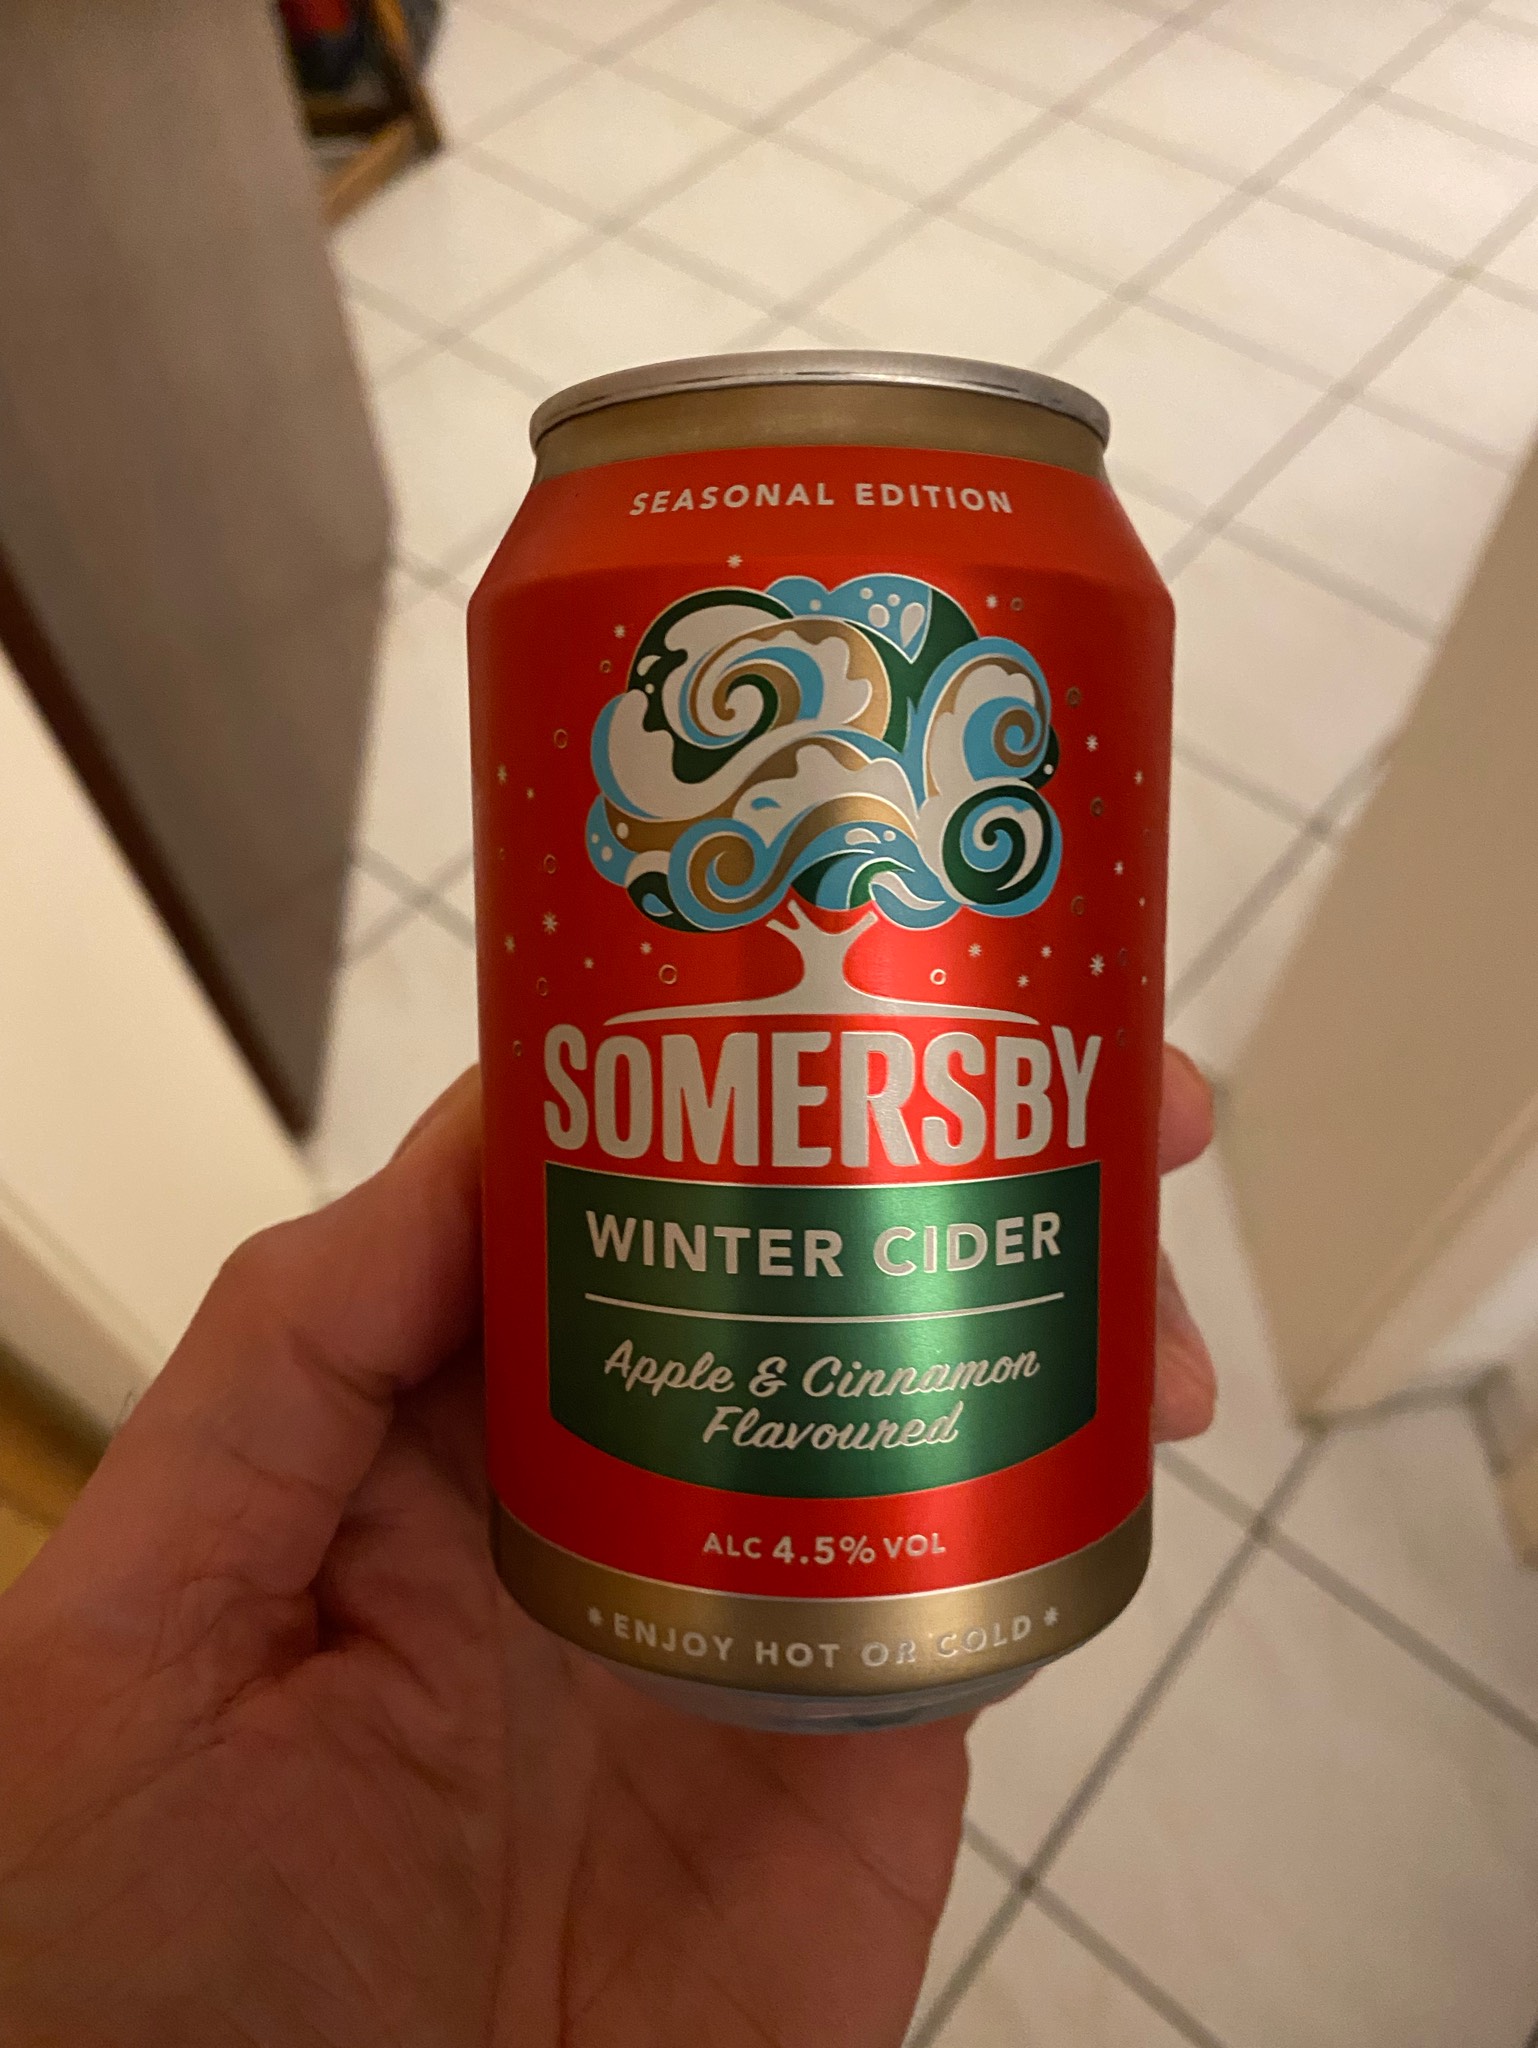 SEASONAL EDITION
SOMERSBY
WINTER CIDER
Apple & Cinnamon
Flavoured
ALC 4.5% VOL
* ENJOY HOT OR COLD *